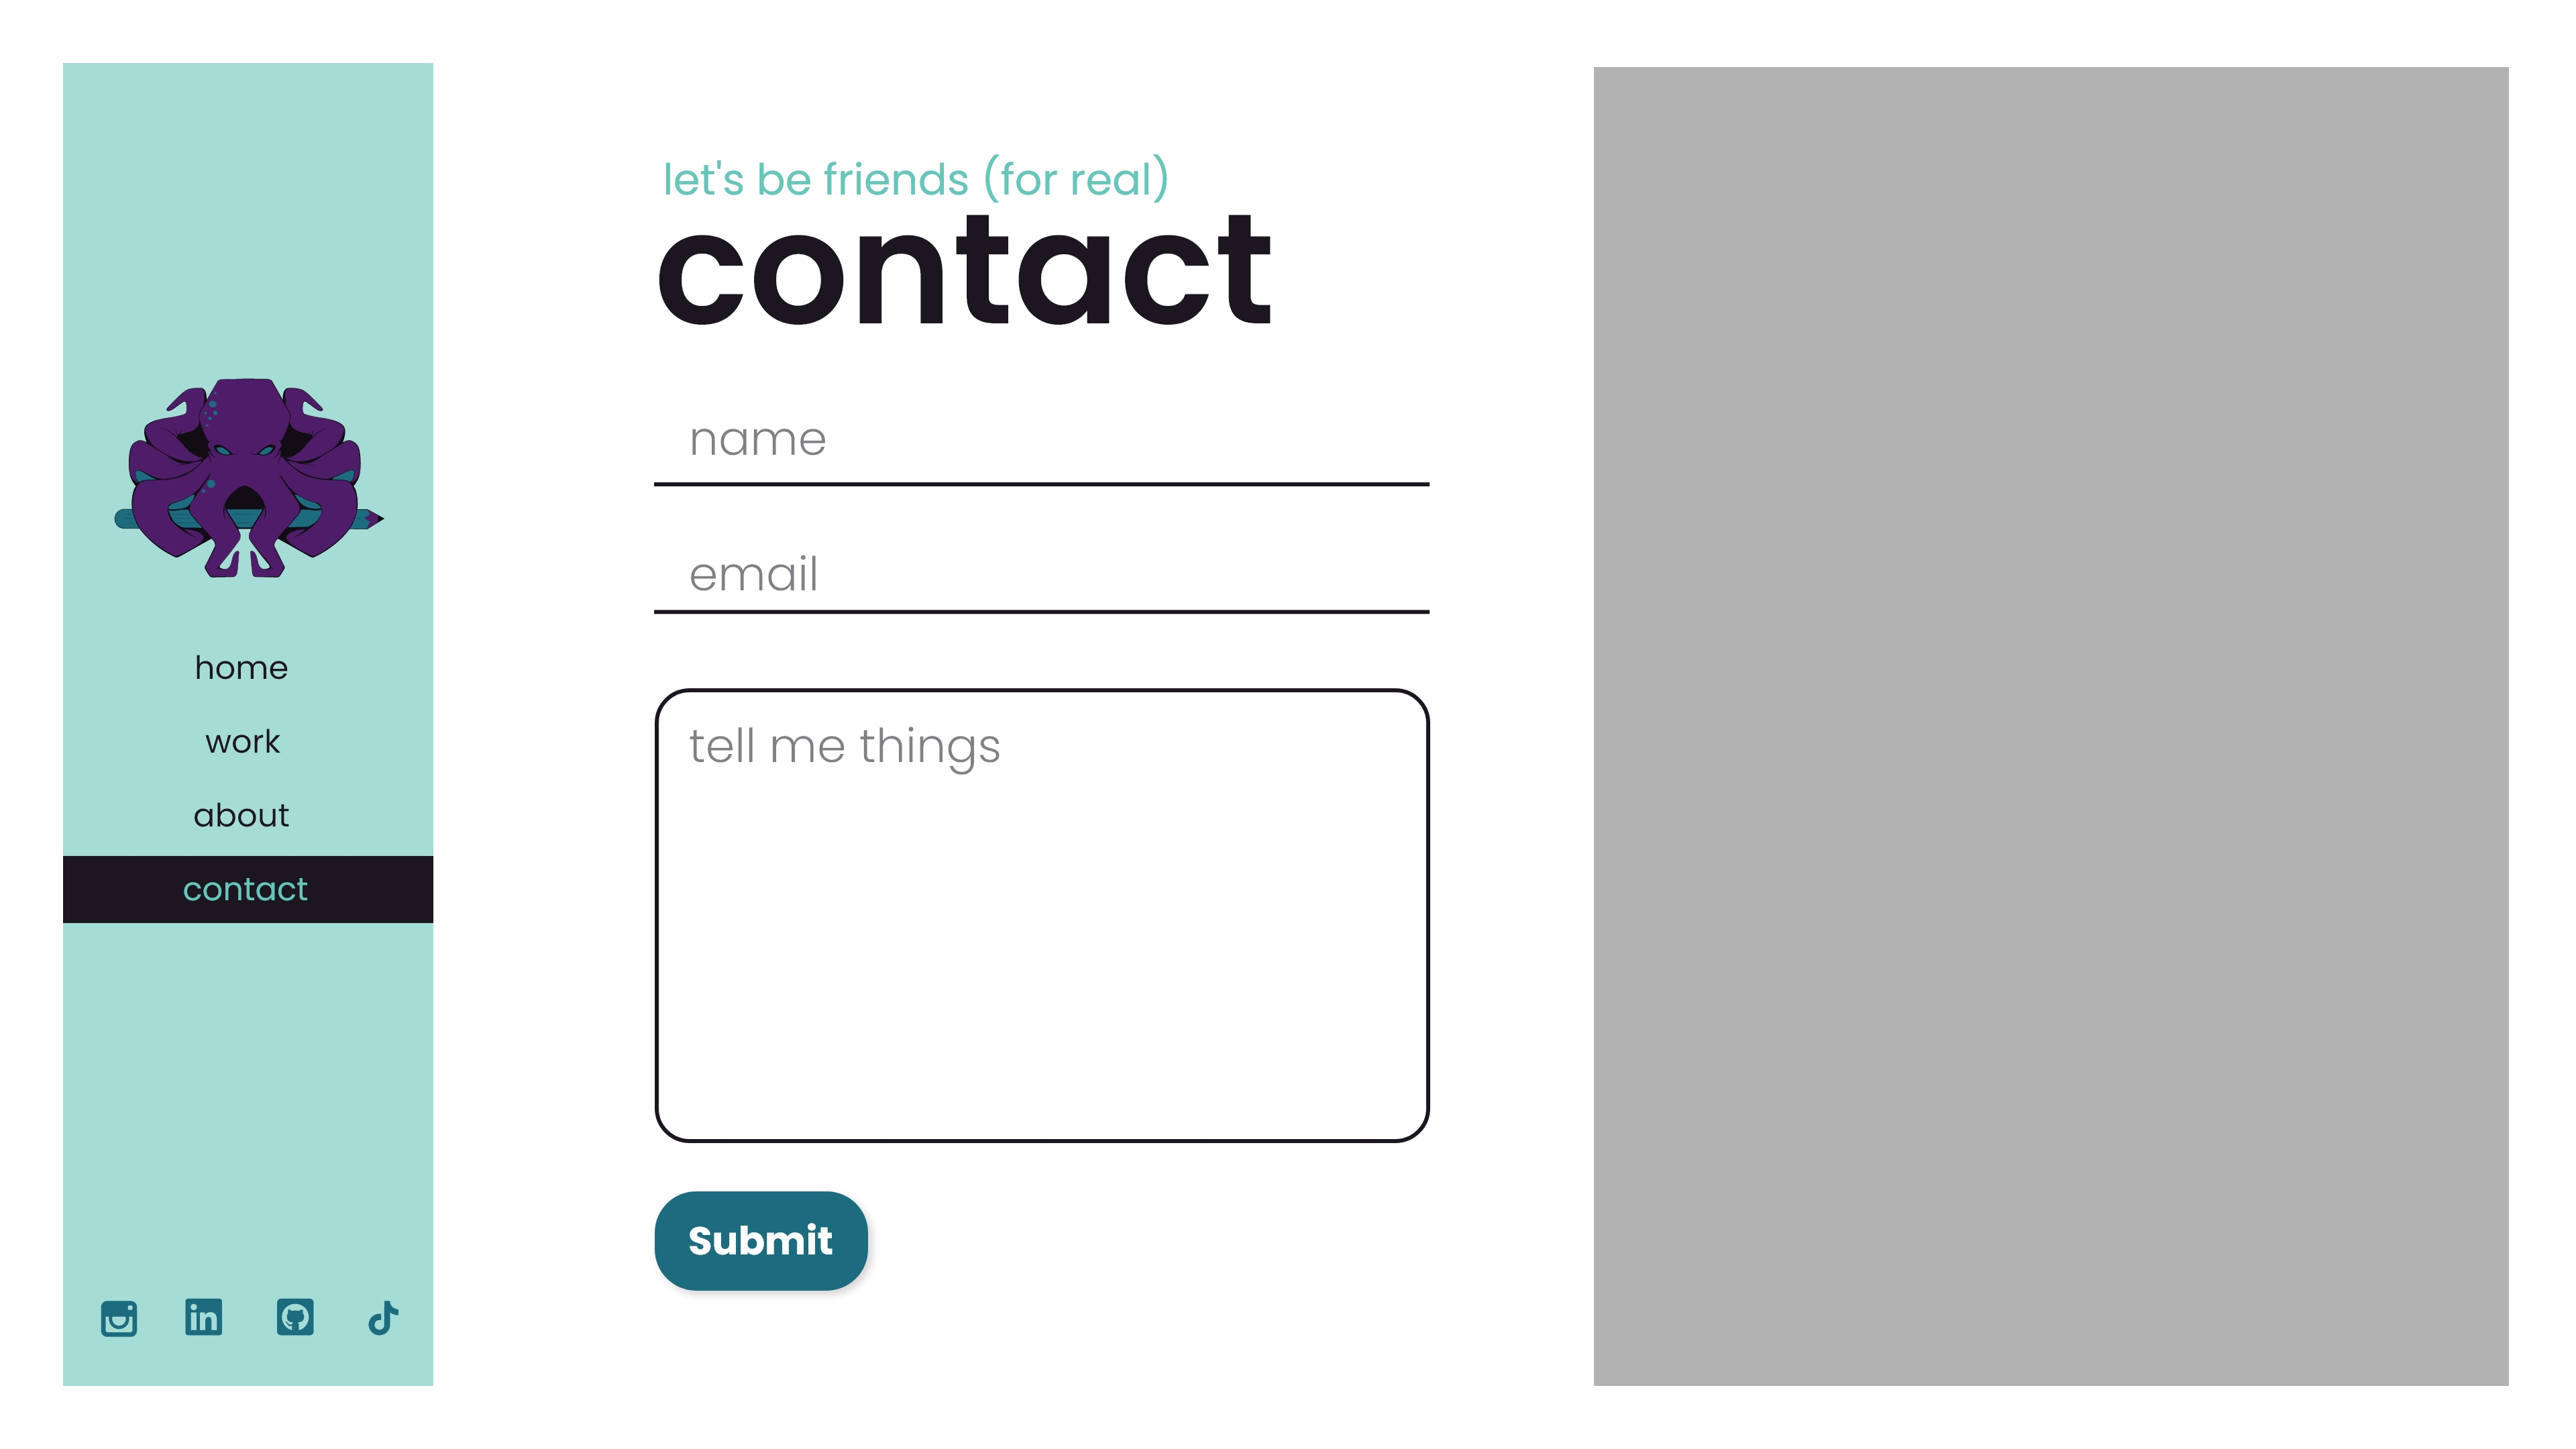 home
work
about
contact
let's be friends (for real)
contact
name
email
tell me things
Submit